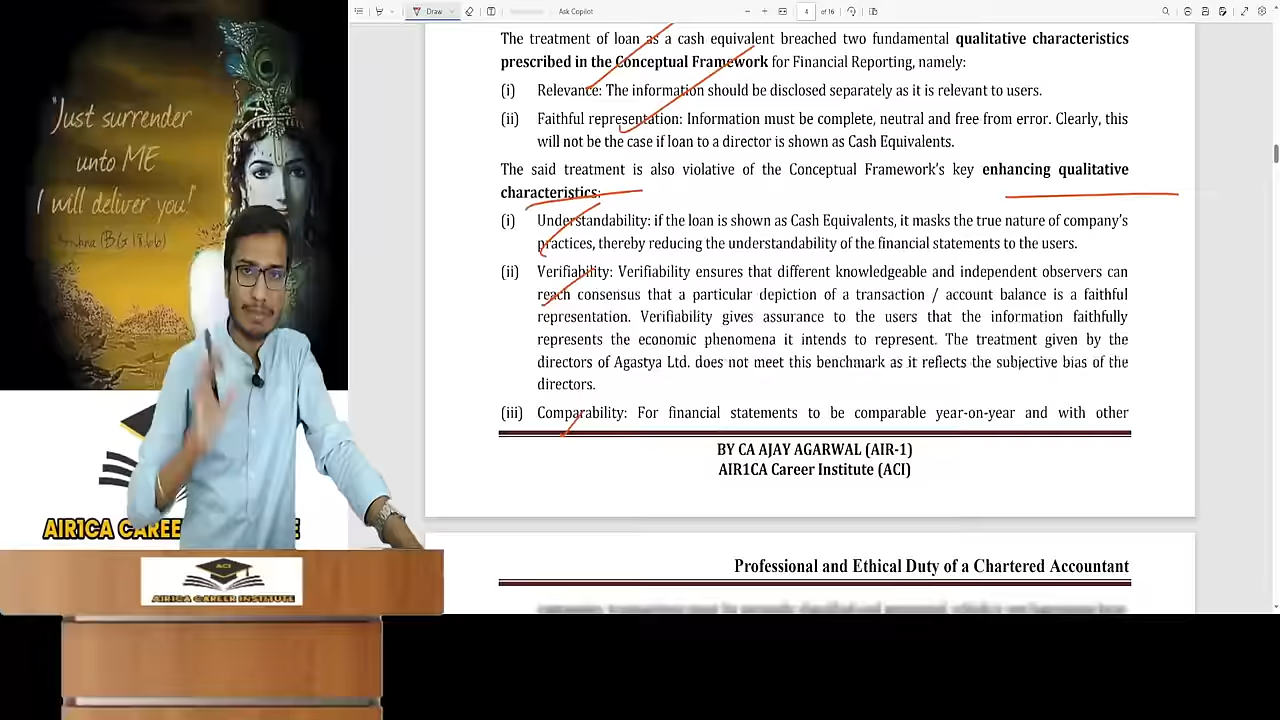 Draw
Ask Copilot
4
of 16
"Just surrender
unto ME
I will deliver you!"
Krishna (BG 18.66)
The treatment of loan as a cash equivalent breached two fundamental qualitative characteristics
prescribed in the Conceptual Framework for Financial Reporting, namely:
(i) Relevance: The information should be disclosed separately as it is relevant to users.
(ii) Faithful representation: Information must be complete, neutral and free from error. Clearly, this
will not be the case if loan to a director is shown as Cash Equivalents.
The said treatment is also violative of the Conceptual Framework's key enhancing qualitative
characteristics:
(i) Understandability: if the loan is shown as Cash Equivalents, it masks the true nature of company's
practices, thereby reducing the understandability of the financial statements to the users.
(ii) Verifiability: Verifiability ensures that different knowledgeable and independent observers can
reach consensus that a particular depiction of a transaction / account balance is a faithful
representation. Verifiability gives assurance to the users that the information faithfully
represents the economic phenomena it intends to represent. The treatment given by the
directors of Agastya Ltd. does not meet this benchmark as it reflects the subjective bias of the
directors.
(iii) Comparability: For financial statements to be comparable year-on-year and with other
BY CA AJAY AGARWAL (AIR-1)
AIR1CA Career Institute (ACI)
Professional and Ethical Duty of a Chartered Accountant
AIR1CA CAREE
E
ACI
AIR1CA CAREER INSTITUTE